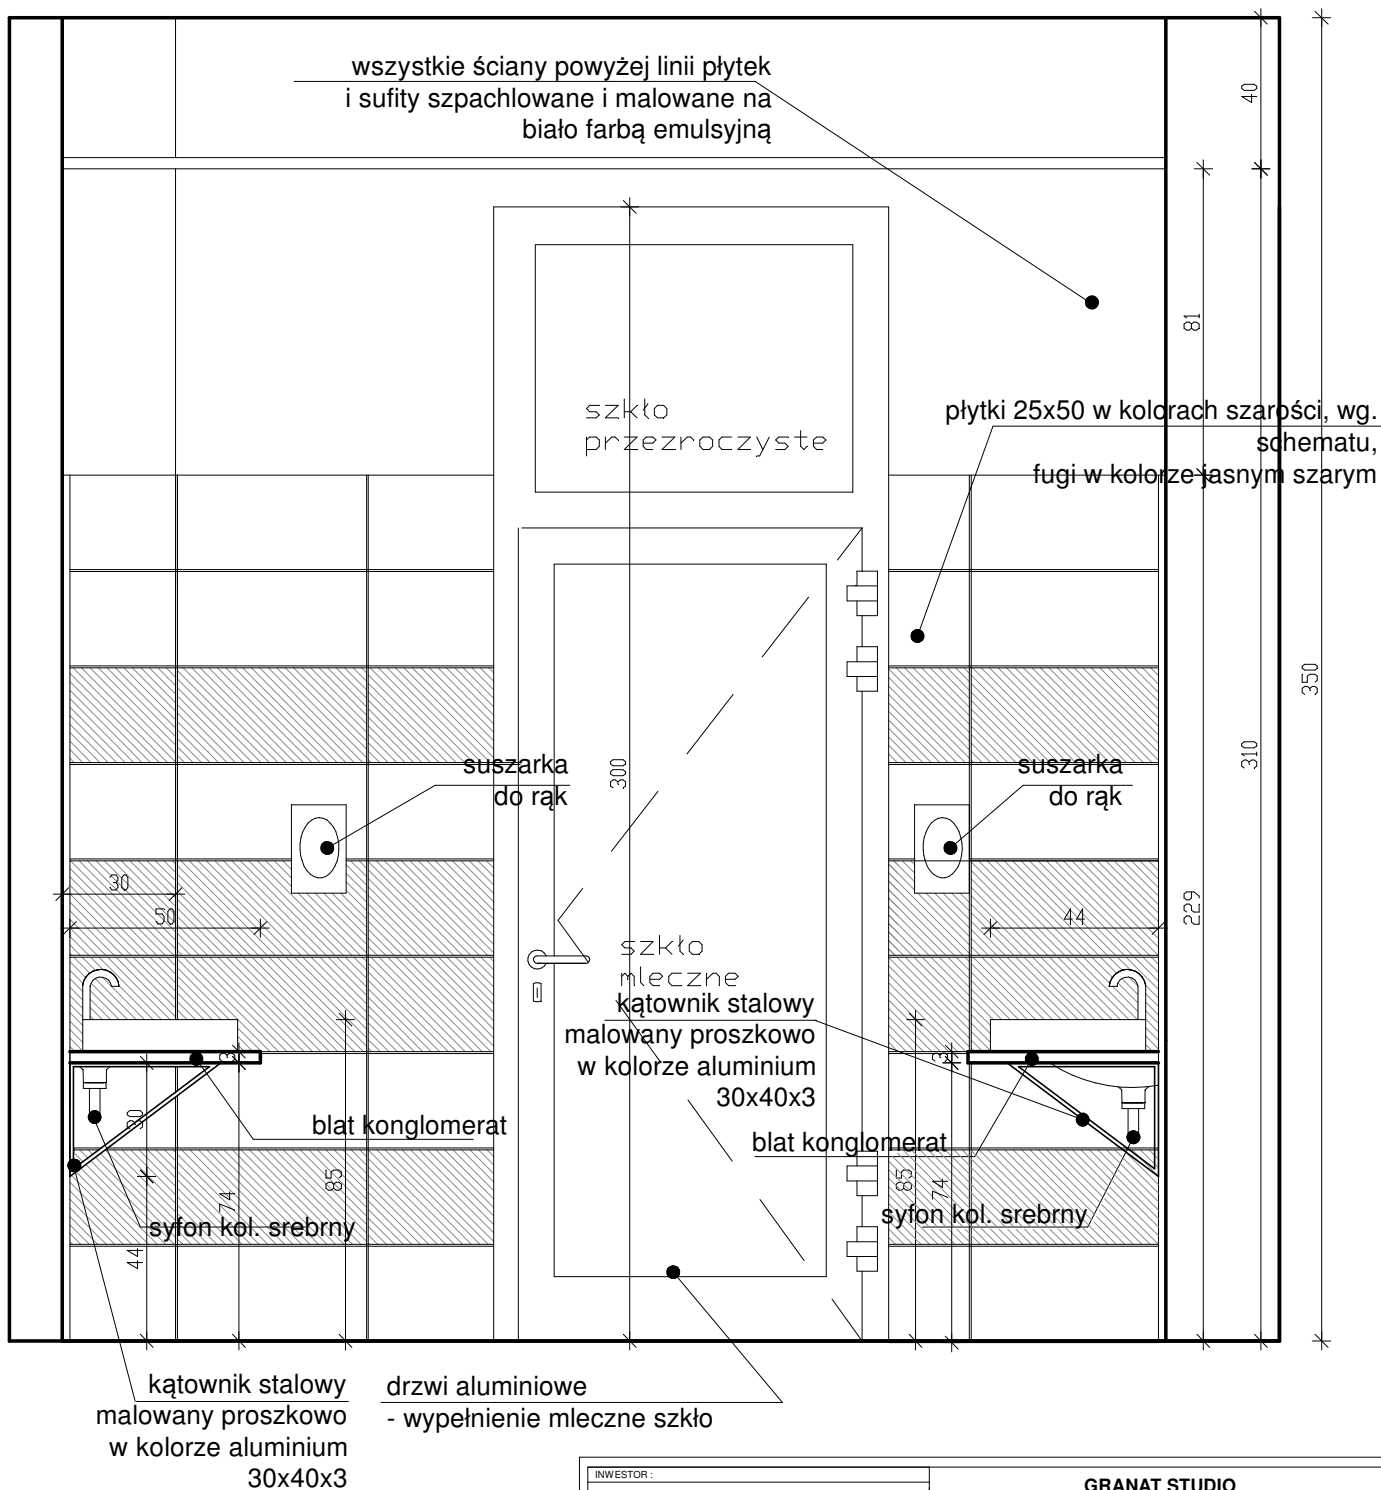 wszystkie ściany powyżej linii płytek
i sufity szpachlowane i malowane na
biało farbą emulsyjną
40
81
szkło
przezroczyste
płytki 25x50 w kolorach szarości, wg.
schematu,
fugi w kolorze jasnym szarym
350
310
300
suszarka
do rąk
suszarka
do rąk
30
50
44
229
szkło
mleczne
kątownik stalowy
malowany proszkowo
w kolorze aluminium
30x40x3
3
3
30
blat konglomerat
blat konglomerat
85
74
85
74
syfon kol. srebrny
syfon kol. srebrny
44
kątownik stalowy
malowany proszkowo
w kolorze aluminium
30x40x3
drzwi aluminiowe
- wypełnienie mleczne szkło
INWESTOR :
GRANAT STUDIO